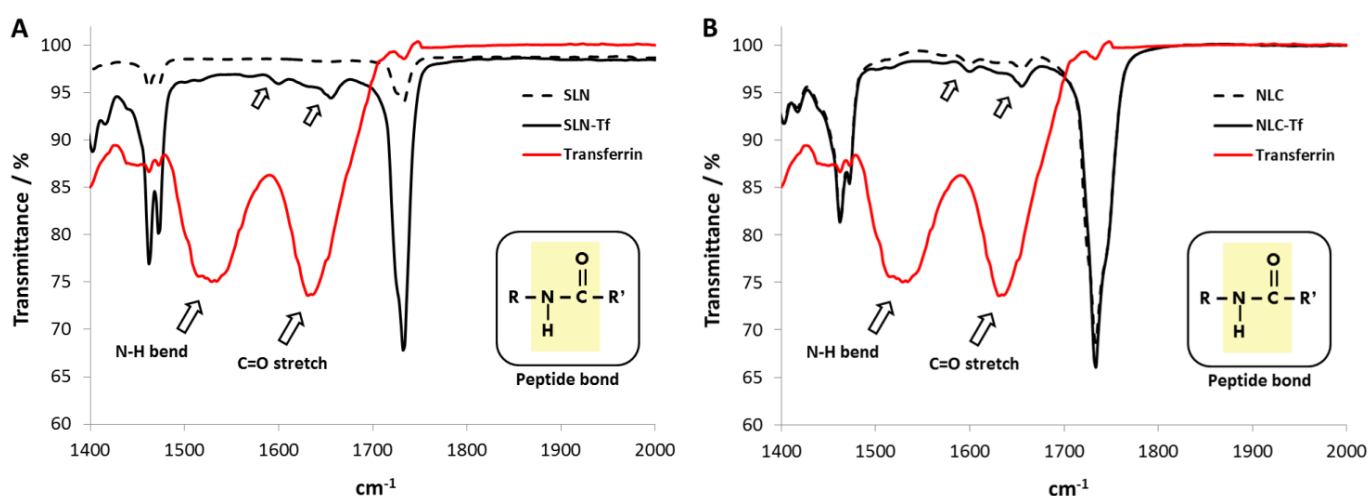 A
100
95
90
85
80
75
70
65
60
Transmittance / %
SLN
SLN-Tf
Transferrin
N-H bend
C=O stretch
O
R N C R'
H
Peptide bond
1400 1500 1600 1700 1800 1900 2000
cm-1
B
100
95
90
85
80
75
70
65
60
Transmittance / %
NLC
NLC-Tf
Transferrin
N-H bend
C=O stretch
O
R N C R'
H
Peptide bond
1400 1500 1600 1700 1800 1900 2000
cm-1